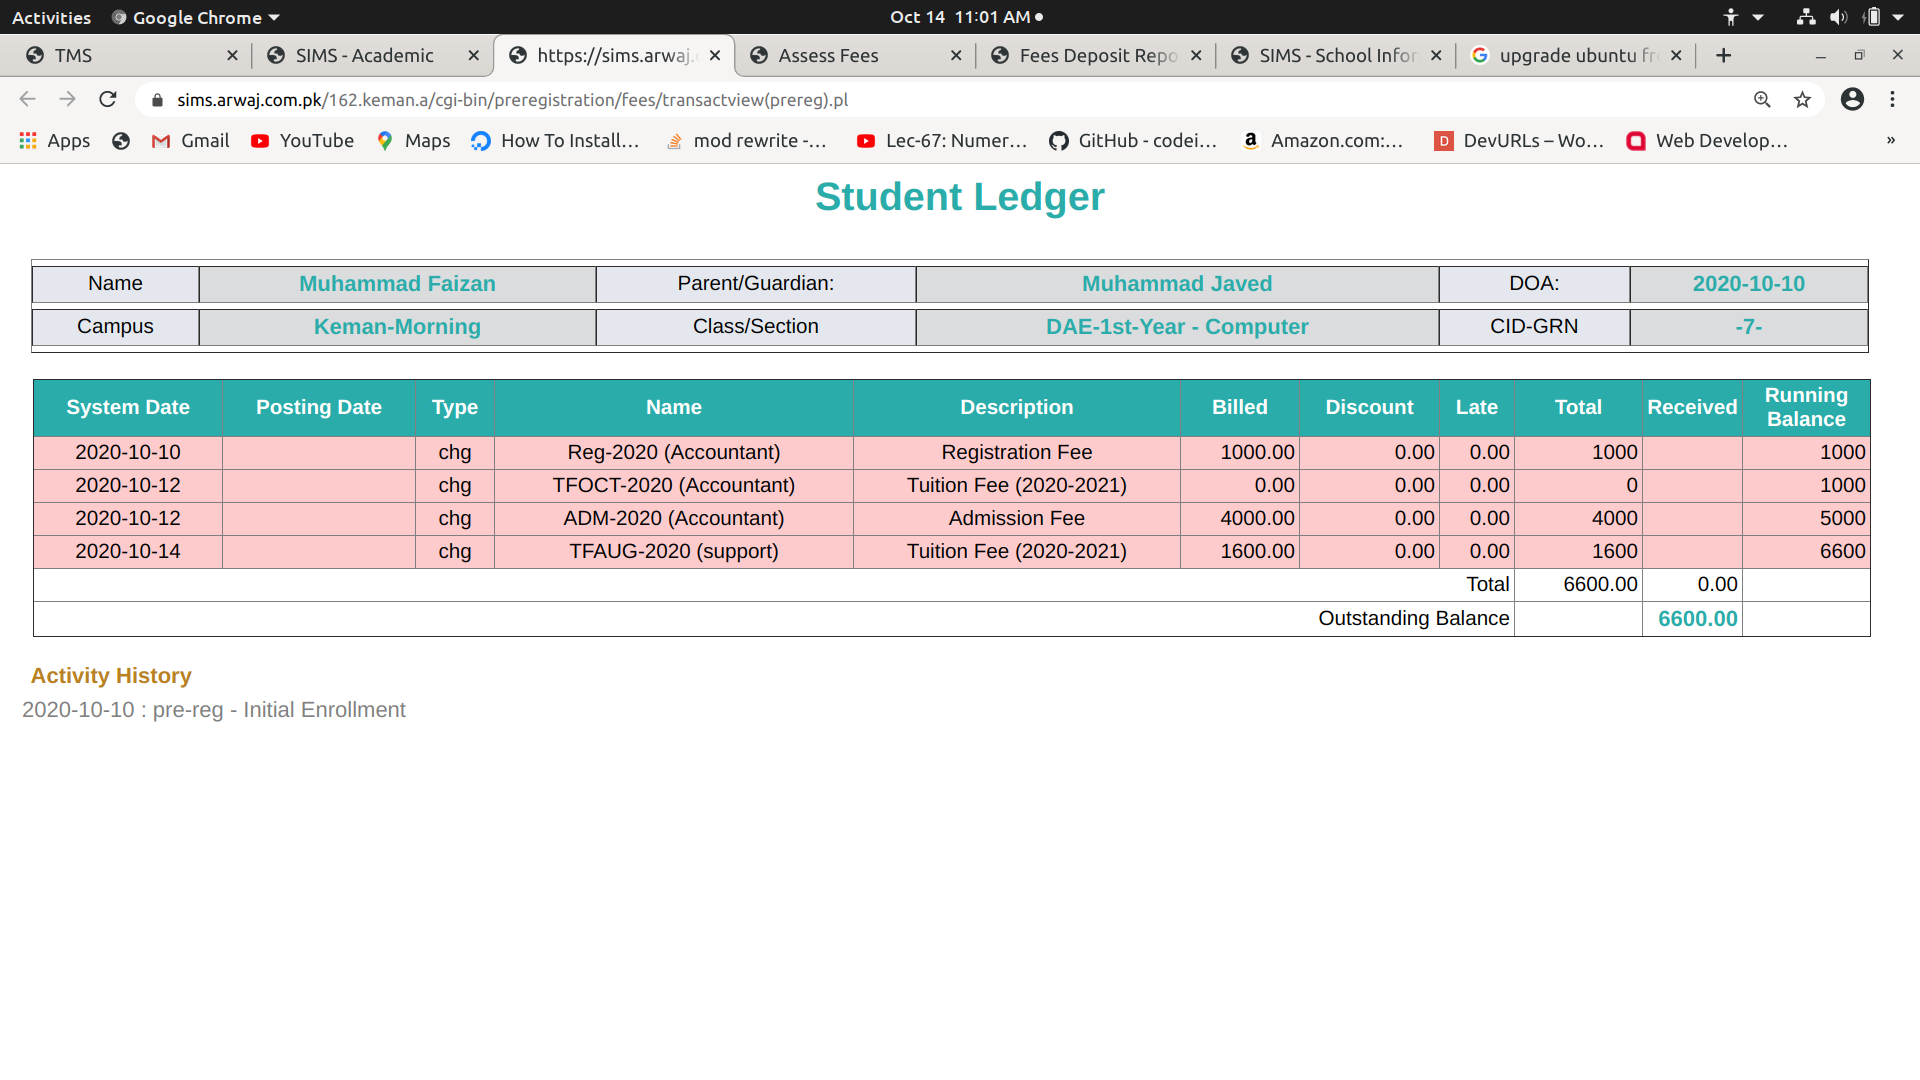 Activities Google Chrome Oct 14 11:01 AM
TMS SIMS - Academic https://sims.arwaj. Assess Fees Fees Deposit Repo SIMS - School Infor upgrade ubuntu fr
sims.arwaj.com.pk/162.keman.a/cgi-bin/preregistration/fees/transactview(prereg).pl
Apps Gmail YouTube Maps How To Install... mod rewrite -... Lec-67: Numer... GitHub - codei... a Amazon.com:... D DevURLs – Wo... Web Develop... »
Student Ledger
Name Muhammad Faizan Parent/Guardian: Muhammad Javed DOA: 2020-10-10
Campus Keman-Morning Class/Section DAE-1st-Year - Computer CID-GRN -7-
System Date Posting Date Type Name Description Billed Discount Late Total Received Running Balance
2020-10-10 chg Reg-2020 (Accountant) Registration Fee 1000.00 0.00 0.00 1000 1000
2020-10-12 chg TFOCT-2020 (Accountant) Tuition Fee (2020-2021) 0.00 0.00 0.00 0 1000
2020-10-12 chg ADM-2020 (Accountant) Admission Fee 4000.00 0.00 0.00 4000 5000
2020-10-14 chg TFAUG-2020 (support) Tuition Fee (2020-2021) 1600.00 0.00 0.00 1600 6600
Total 6600.00 0.00
Outstanding Balance 6600.00
Activity History
2020-10-10 : pre-reg - Initial Enrollment